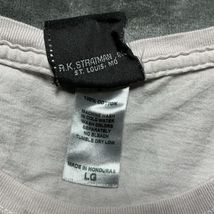 R.K. STRATMAN,
ST. LOUIS, MO
100% COTTON
MACHINE WASH
IN COLD WATER
WASH COLORS
SEPARATELY
NO BLEACH
TUMBLE DRY LOW
MADE IN HONDURAS
LG